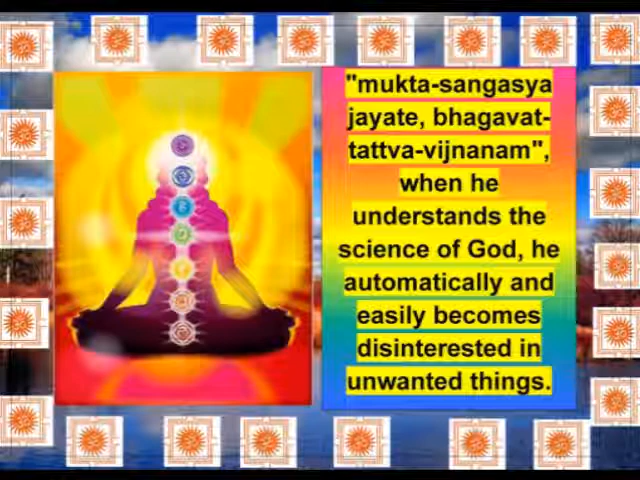 "mukta-sangasya
jayate, bhagavat-
tattva-vijnanam",
when he
understands the
science of God, he
automatically and
easily becomes
disinterested in
unwanted things.